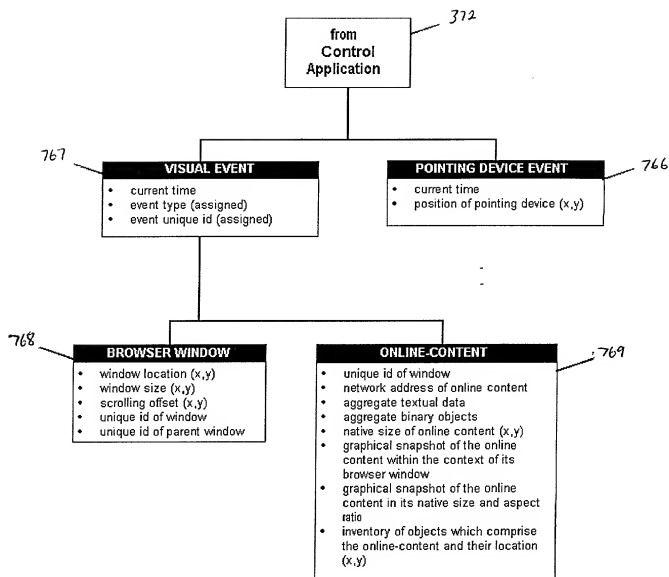 from
Control
Application
372
767
VISUAL EVENT
• current time
• event type (assigned)
• event unique id (assigned)
POINTING DEVICE EVENT
766
• current time
• position of pointing device (x,y)
768
BROWSER WINDOW
• window location (x,y)
• window size (x,y)
• scrolling offset (x,y)
• unique id of window
• unique id of parent window
ONLINE-CONTENT
769
• unique id of window
• network address of online content
• aggregate textual data
• aggregate binary objects
• native size of online content (x,y)
• graphical snapshot of the online
content within the context of its
browser window
• graphical snapshot of the online
content in its native size and aspect
ratio
• inventory of objects which comprise
the online-content and their location
(x,y)